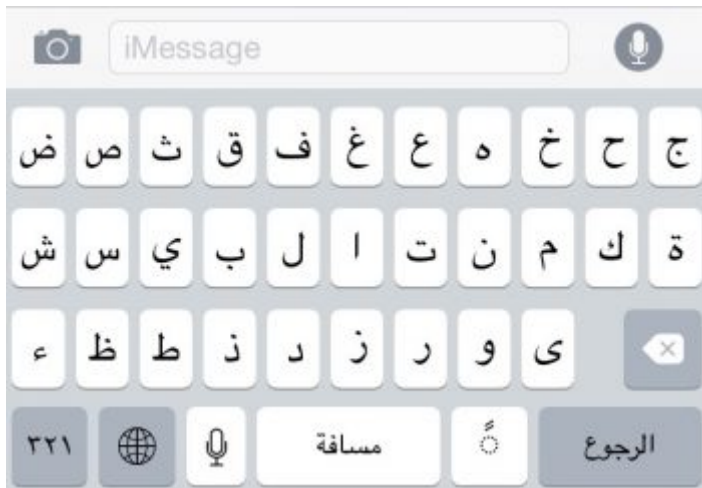 iMessage
ج ح خ ه ع غ ف ق ث ص ض
ة ك م ن ت ا ل ب ي س ش
ى و ر ز د ذ ط ظ ء
الرجوع ◌ً مسافة ٣٢١